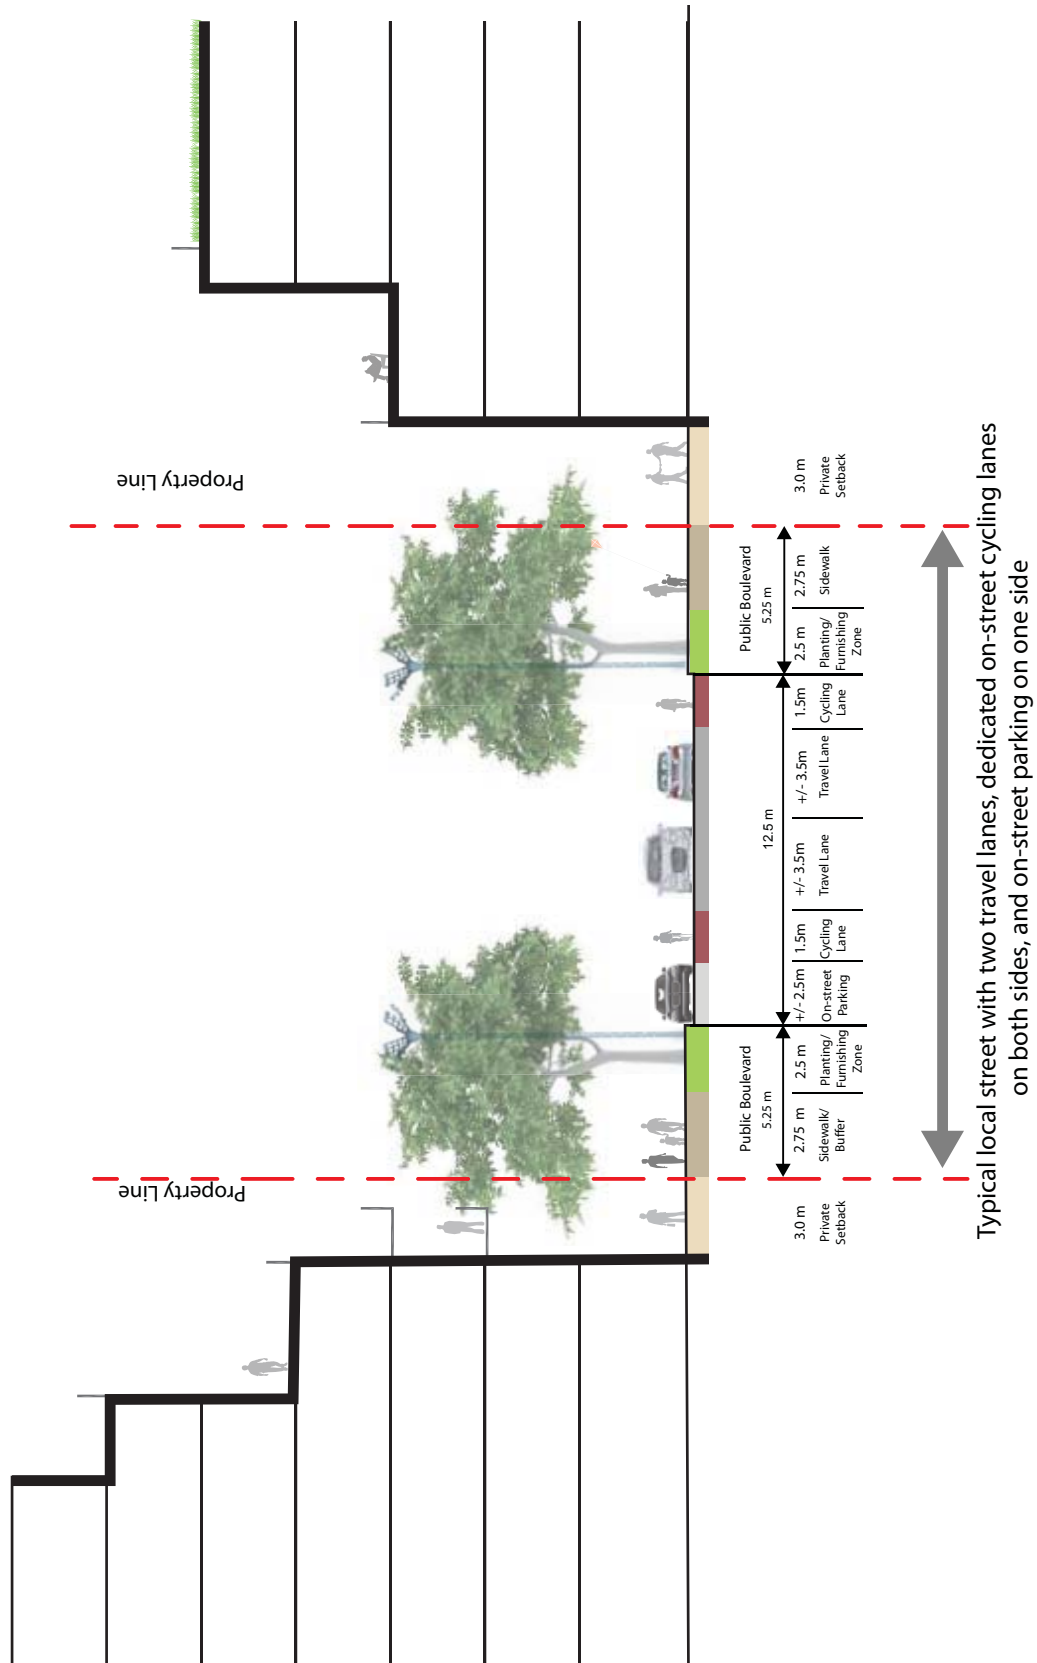 Property Line
Property Line
Public Boulevard
5.25 m
12.5 m
Public Boulevard
5.25 m
3.0 m
Private
Setback
2.75 m
Sidewalk/
Buffer
2.5 m
Planting/
Furnishing
Zone
+/- 2.5m
On-street
Parking
1.5m
Cycling
Lane
+/- 3.5m
Travel Lane
+/- 3.5m
Travel Lane
1.5m
Cycling
Lane
2.5 m
Planting/
Furnishing
Zone
2.75 m
Sidewalk
3.0 m
Private
Setback
Typical local street with two travel lanes, dedicated on-street cycling lanes
on both sides, and on-street parking on one side